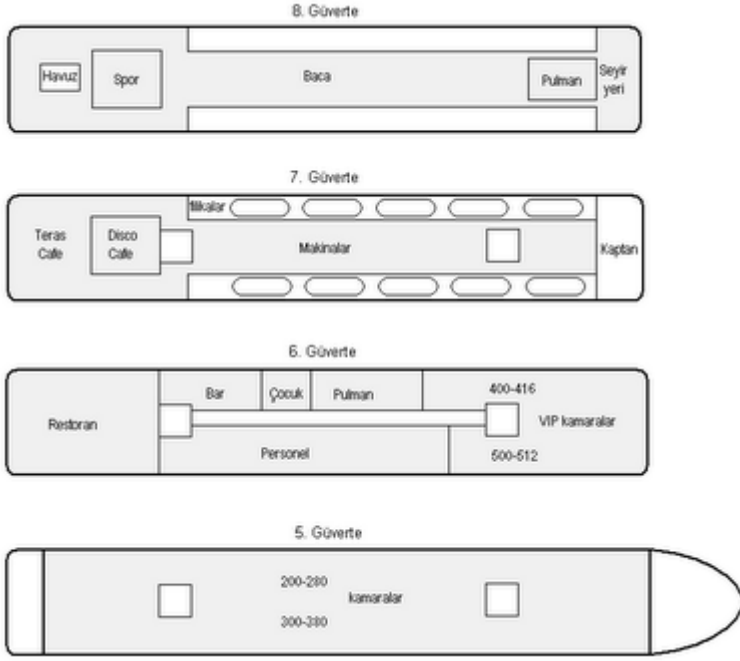 8. Güverte
Havuz
Spor
Baca
Pulman
Seyir
yeri
7. Güverte
filikalar
Teras
Cafe
Disco
Cafe
Makinalar
Kaptan
6. Güverte
Restoran
Bar
Çocuk
Pulman
400-416
VIP kamaralar
Personel
500-512
5. Güverte
200-280
kamaralar
300-380